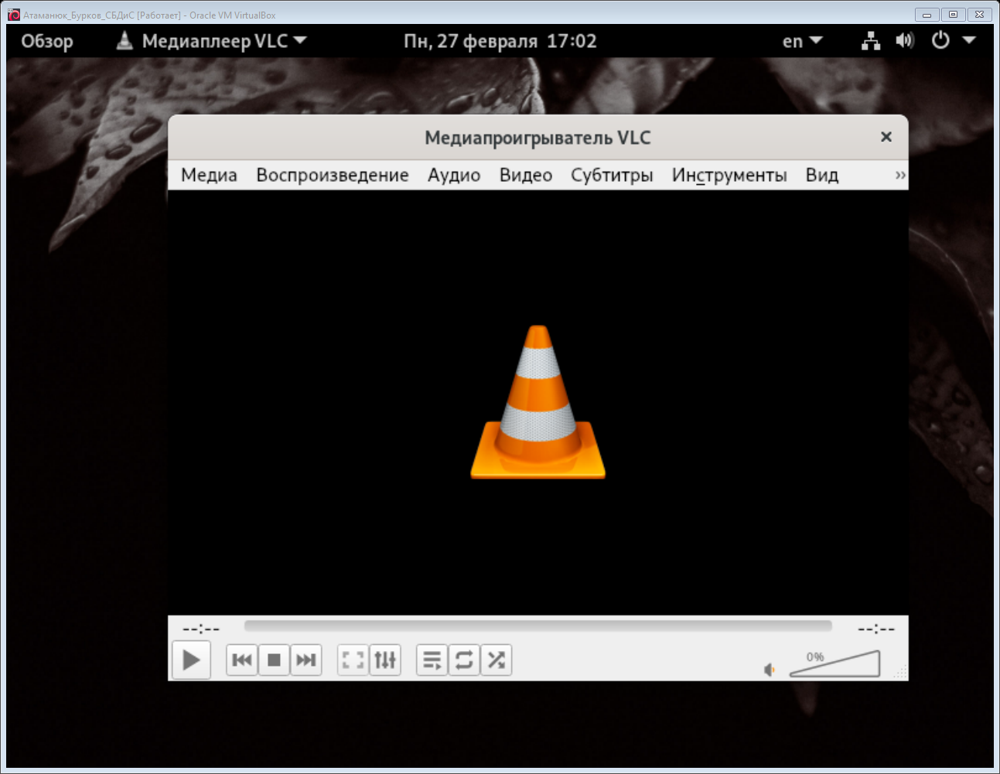 Атаманюк_Бурков_СБДиС [Работает] - Oracle VM VirtualBox
Обзор Медиаплеер VLC Пн, 27 февраля 17:02 en
Медиапроигрыватель VLC
Медиа Воспроизведение Аудио Видео Субтитры Инструменты Вид »
--:-- --:--
0%